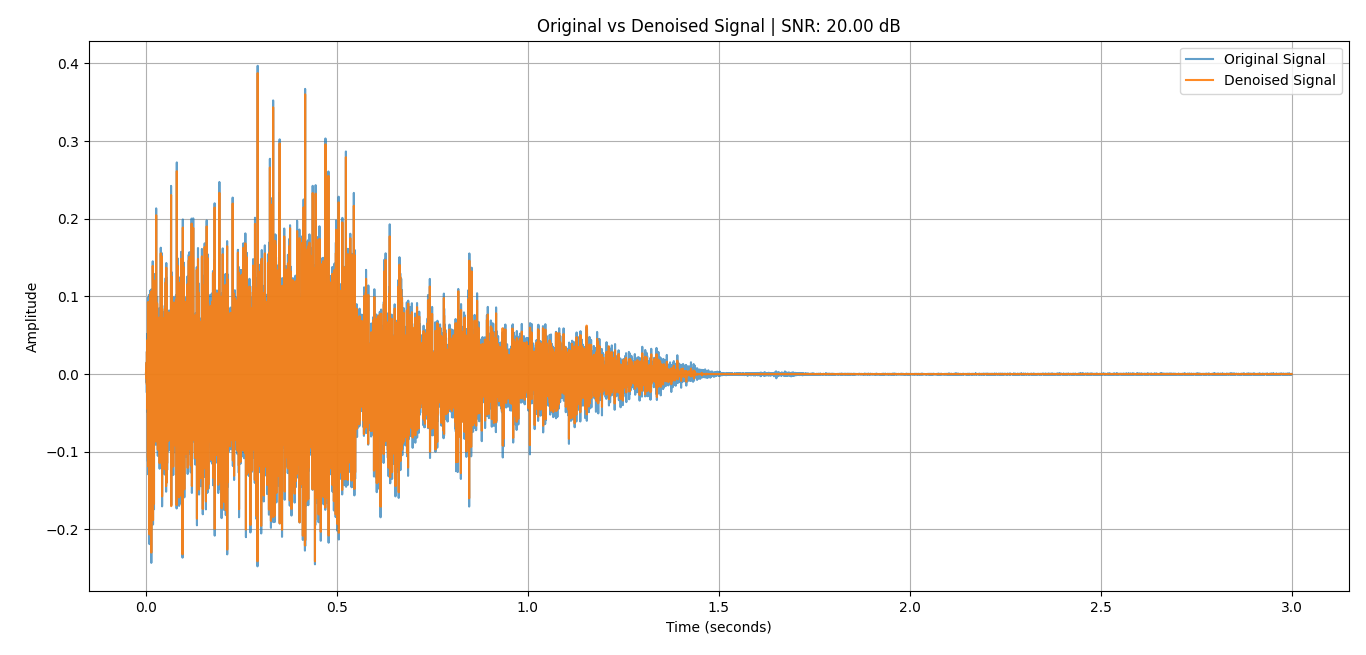 Original vs Denoised Signal | SNR: 20.00 dB
Original Signal
Denoised Signal
Amplitude
0.4
0.3
0.2
0.1
0.0
−0.1
−0.2
0.0 0.5 1.0 1.5 2.0 2.5 3.0
Time (seconds)